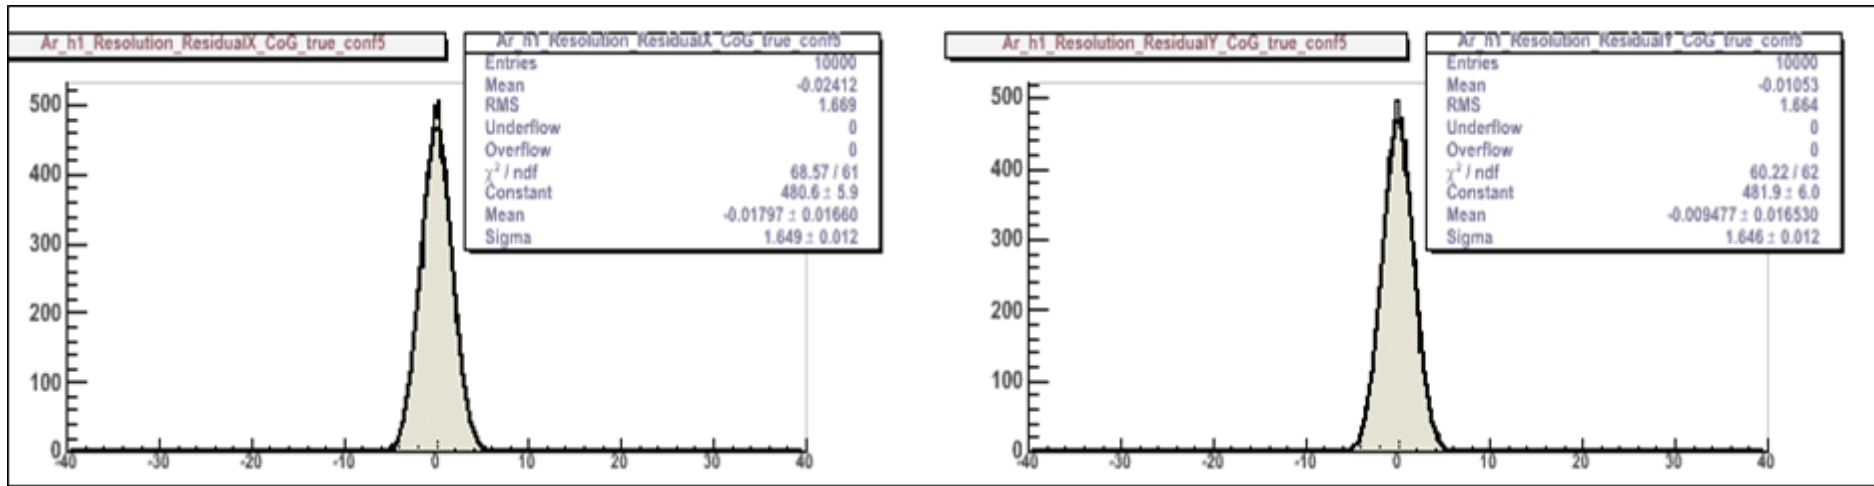 Ar_h1_Resolution_ResidualX_CoG_true_conf5
Ar_h1_Resolution_ResidualX_CoG_true_conf5
Entries 10000
Mean -0.02412
RMS 1.669
Underflow 0
Overflow 0
χ² / ndf 68.57 / 61
Constant 480.6 ± 5.9
Mean -0.01797 ± 0.01660
Sigma 1.649 ± 0.012
500
400
300
200
100
0
-40 -30 -20 -10 0 10 20 30 40
Ar_h1_Resolution_ResidualY_CoG_true_conf5
Ar_h1_Resolution_ResidualY_CoG_true_conf5
Entries 10000
Mean -0.01053
RMS 1.664
Underflow 0
Overflow 0
χ² / ndf 60.22 / 62
Constant 481.9 ± 6.0
Mean -0.009477 ± 0.016530
Sigma 1.646 ± 0.012
500
400
300
200
100
0
-40 -30 -20 -10 0 10 20 30 40